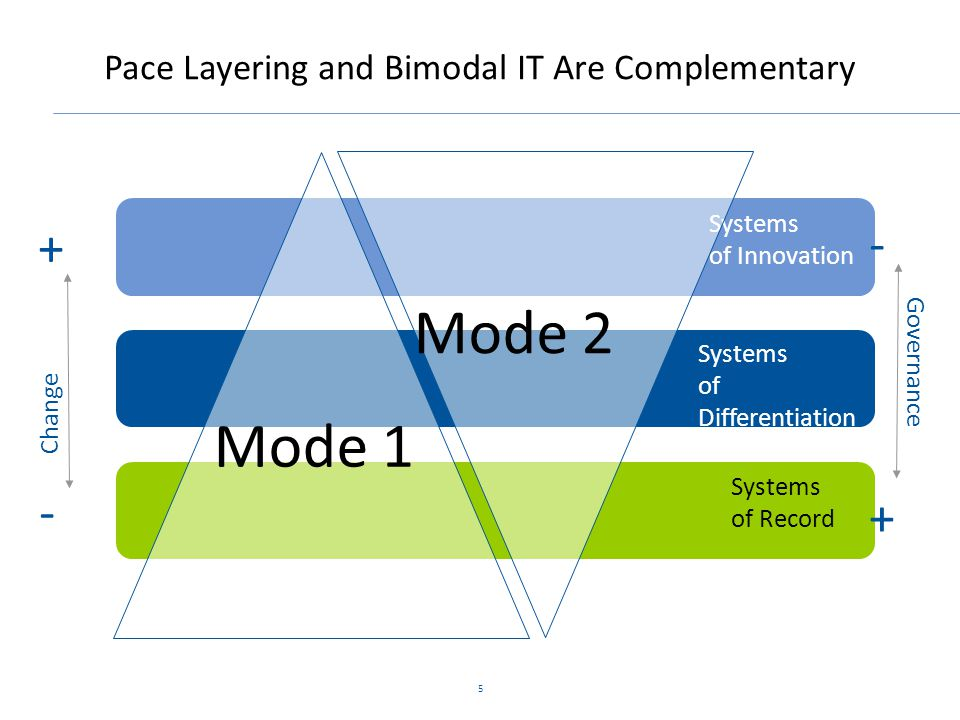 Pace Layering and Bimodal IT Are Complementary
+
-
Systems
of Innovation
Mode 2
Governance
Systems
of
Differentiation
Change
Mode 1
Systems
of Record
-
+
5